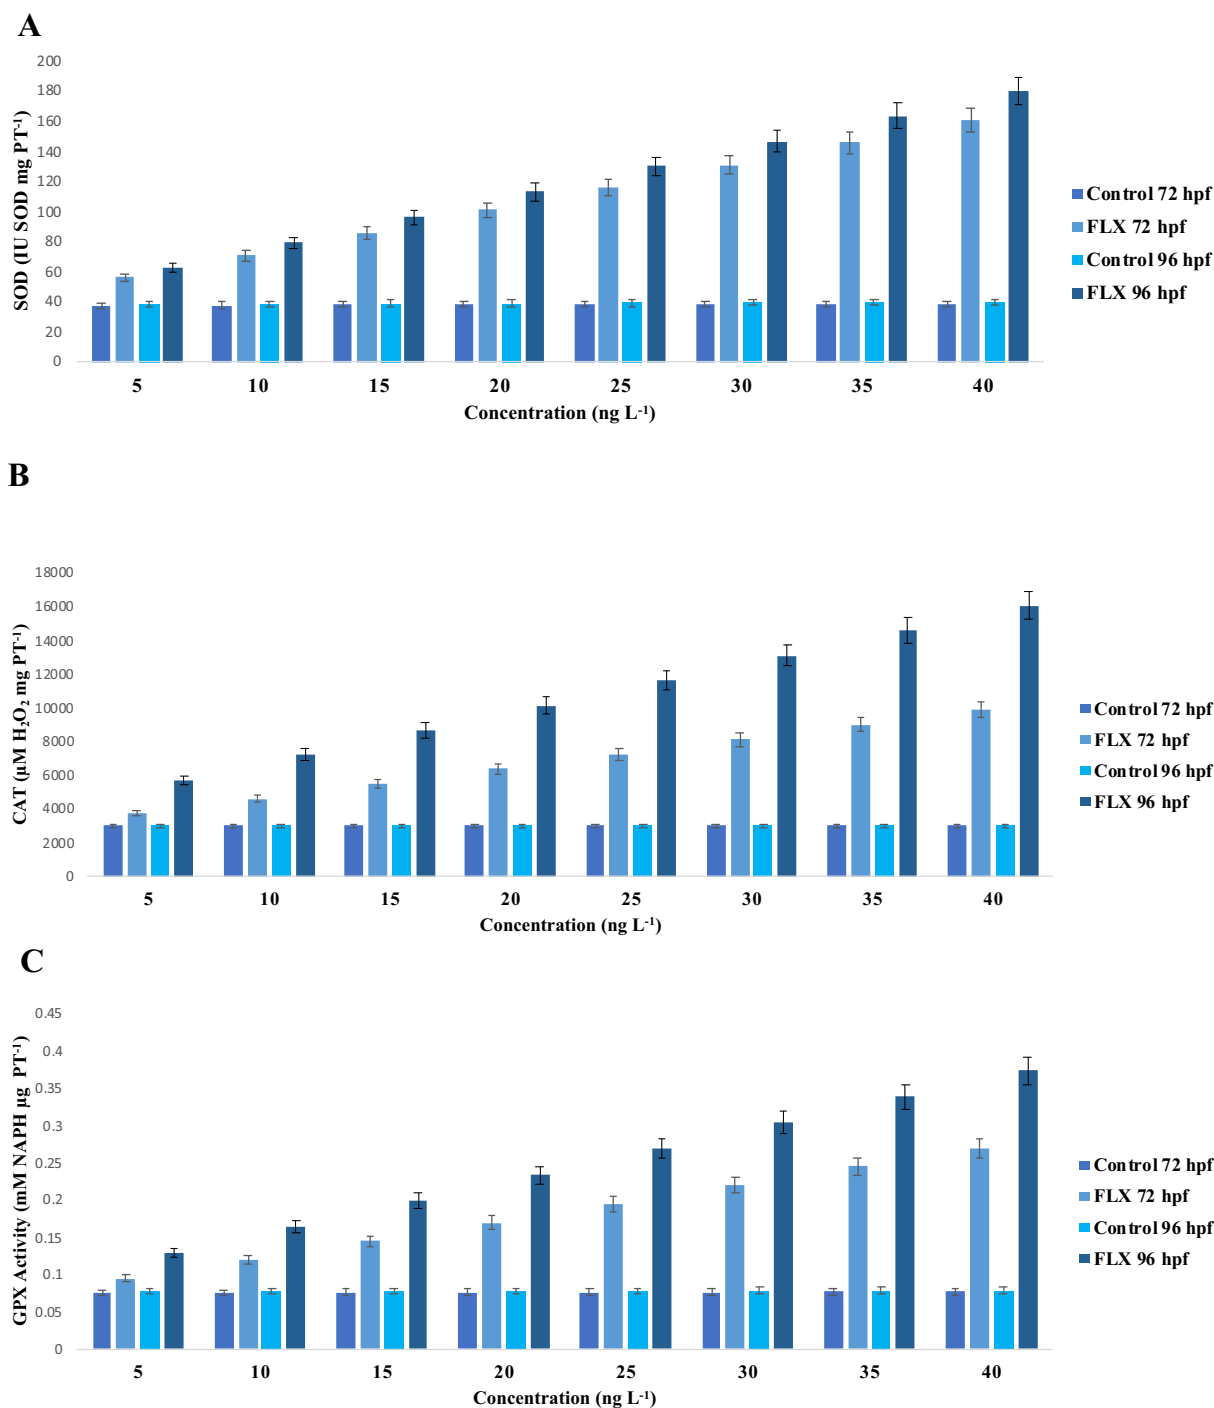 A
SOD (IU SOD mg PT-1)
200
180
160
140
120
100
80
60
40
20
0
5 10 15 20 25 30 35 40
Concentration (ng L-1)
Control 72 hpf
FLX 72 hpf
Control 96 hpf
FLX 96 hpf
B
CAT (µM H₂O₂ mg PT-1)
18000
16000
14000
12000
10000
8000
6000
4000
2000
0
5 10 15 20 25 30 35 40
Concentration (ng L-1)
Control 72 hpf
FLX 72 hpf
Control 96 hpf
FLX 96 hpf
C
GPX Activity (mM NAPH µg PT-1)
0.45
0.4
0.35
0.3
0.25
0.2
0.15
0.1
0.05
0
5 10 15 20 25 30 35 40
Concentration (ng L-1)
Control 72 hpf
FLX 72 hpf
Control 96 hpf
FLX 96 hpf